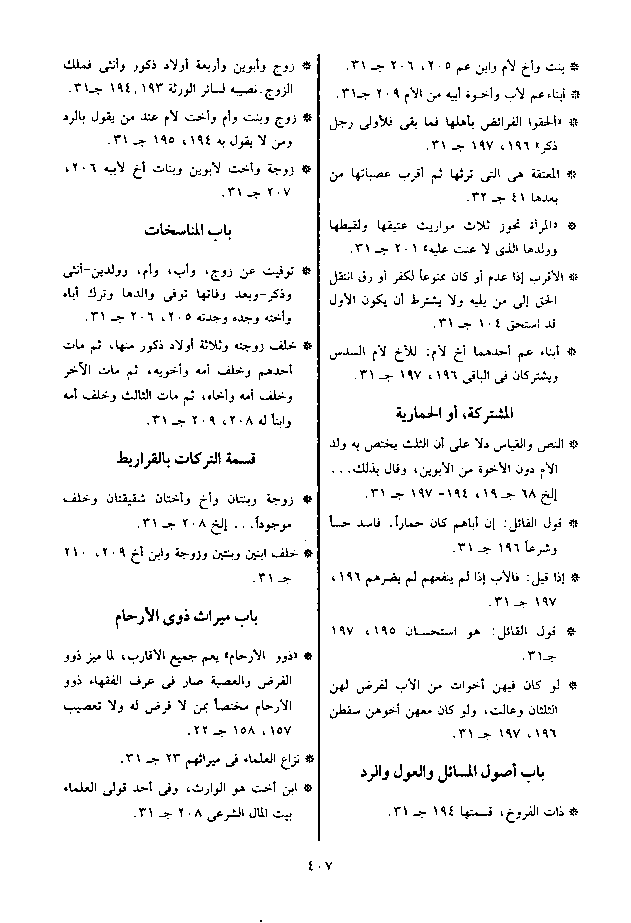 * بنت وأخ لأم وابن عم ٢٠٥، ٢٠٦ جـ ٣١.
* أبناء عم لأب وأخوة أبيه من الأم ٢٠٩ جـ٣١.
* «ألحقوا الفرائض بأهلها فما بقى فلأولى رجل
ذكر» ١٩٦، ١٩٧ جـ ٣١.
* المعتقة هى التى ترثها ثم أقرب عصباتها من
بعدها ٤١ جـ ٣٢.
* «المرأة تحوز ثلاث مواريث عتيقها ولقيطها
وولدها الذى لا عنت عليه» ٢٠١ جـ ٣١.
* الأقرب إذا عدم أو كان ممنوعاً لكفر أو رق انتقل
الحق إلى من يليه ولا يشترط أن يكون الأول
قد استحق ١٠٤ جـ ٣١.
* أبناء عم أحدهما أخ لأم: للأخ لأم السدس
ويشتركان فى الباقى ١٩٦، ١٩٧ جـ ٣١.
المشتركة، أو الحمارية
* النص والقياس دلا على أن الثلث يختص به ولد
الأم دون الأخوة من الأبوين، وقال بذلك...
إلخ ٦٨ جـ ١٩، ١٩٤- ١٩٧ جـ ٣١.
* قول القائل: إن أباهم كان حماراً. فاسد حساً
وشرعاً ١٩٦ جـ ٣١.
* إذا قيل: فالأب إذا لم ينفعهم لم يضرهم ١٩٦،
١٩٧ جـ ٣١.
* قول القائل: هو استحسان ١٩٥، ١٩٧
جـ٣١.
* لو كان فيهن أخوات من الأب لفرض لهن
الثلثان وعالت، ولو كان معهن أخوهن سقطن
١٩٦، ١٩٧ جـ ٣١.
باب أصول المسائل والعول والرد
* ذات الفروخ، قسمتها ١٩٤ جـ ٣١.
* زوج وأبوين وأربعة أولاد ذكور وأنثى فملك
الزوج نصيبه لسائر الورثة ١٩٣, ١٩٤ جـ٣١.
* زوج وبنت وأم وأخت لأم عند من يقول بالرد
ومن لا يقول به ١٩٤، ١٩٥ جـ ٣١.
* زوجة وأخت لأبوين وبنات أخ لأبيه ٢٠٦،
٢٠٧ جـ ٣١.
باب المناسخات
* توفيت عن زوج، وأب، وأم، وولدين-أنثى
وذكر-وبعد وفاتها توفى والدها وترك أباه
وأخته وجده وجدته ٢٠٥، ٢٠٦ جـ ٣١.
* خلف زوجته وثلاثة أولاد ذكور منها، ثم مات
أحدهم وخلف أمه وأخويه، ثم مات الآخر
وخلف أمه وأخاه، ثم مات الثالث وخلف أمه
وابناً له ٢٠٨، ٢٠٩ جـ ٣١.
قسمة التركات بالقراريط
* زوجة وبنتان وأخ وأختان شقيقتان وخلف
موجوداً... إلخ ٢٠٨ جـ ٣١.
* خلف ابنين وبنتين وزوجة وابن أخ ٢٠٩، ٢١٠
جـ ٣١.
باب ميراث ذوى الأرحام
* «ذوو الأرحام» يعم جميع الأقارب، لما ميز ذوو
الفرض والعصبة صار فى عرف الفقهاء ذوو
الأرحام مختصاً بمن لا فرض له ولا تعصيب
١٥٧، ١٥٨ جـ ٢٢.
* نزاع العلماء فى ميراثهم ٢٣ جـ ٣١.
* ابن أخت هو الوارث، وفى أحد قولى العلماء
بيت المال الشرعى ٢٠٨ جـ ٣١.
٤٠٧